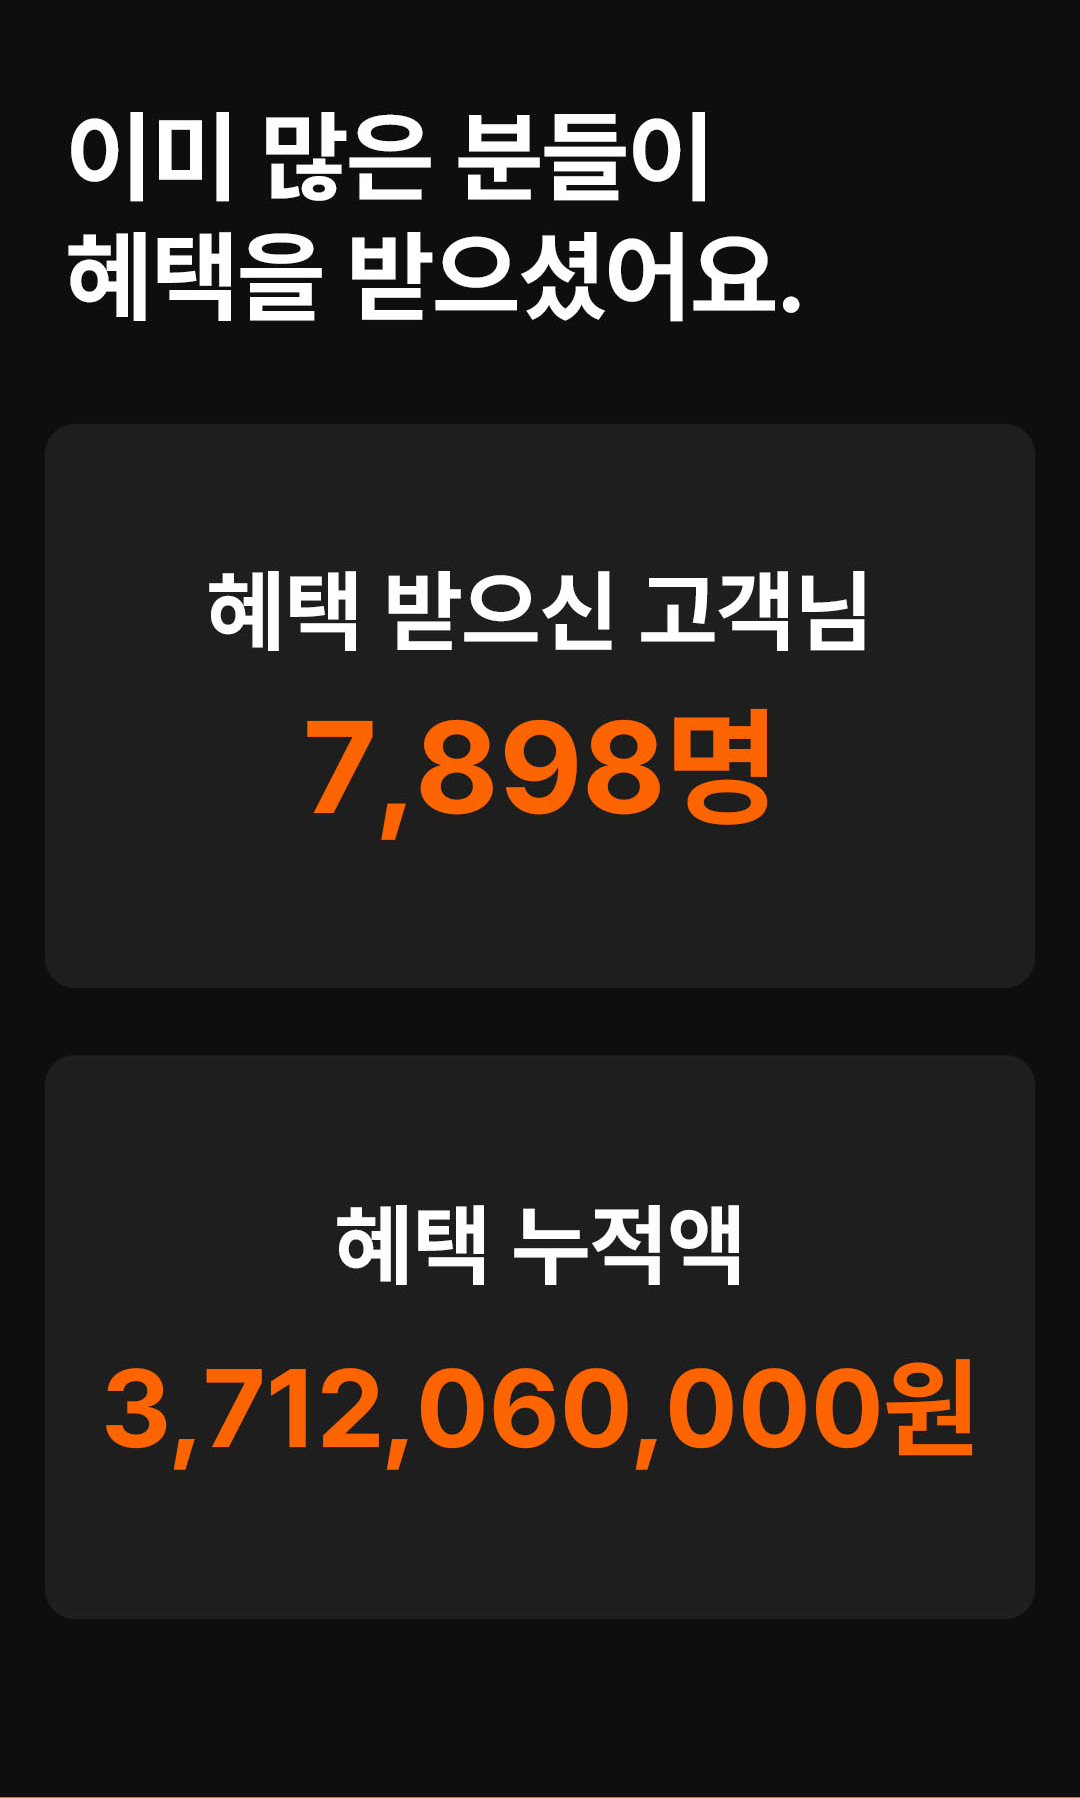 이미 많은 분들이
혜택을 받으셨어요.
혜택 받으신 고객님
7,898명
혜택 누적액
3,712,060,000원